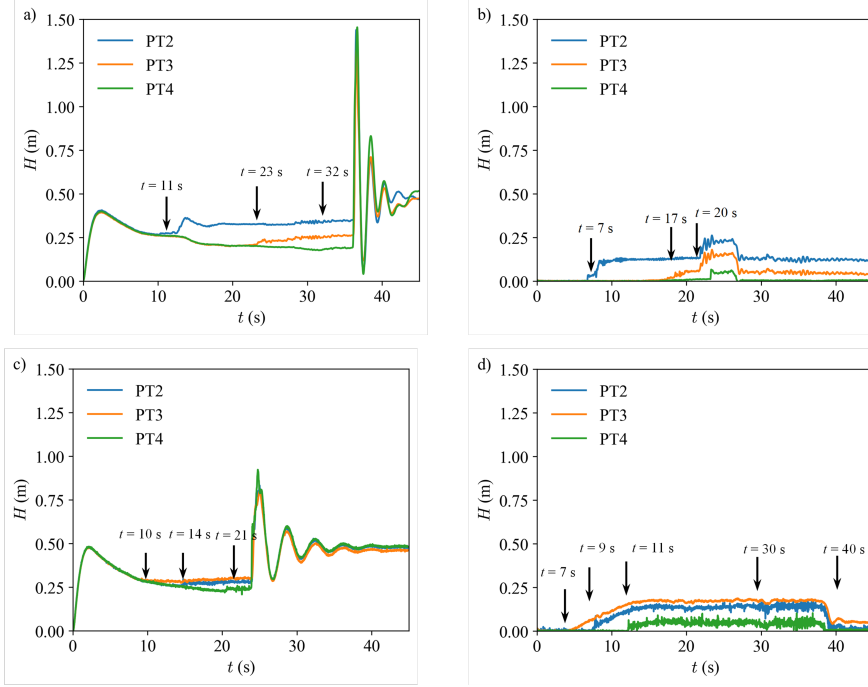 a)
1.50
1.25
1.00
0.75
0.50
0.25
0.00
H (m)
PT2
PT3
PT4
t = 11 s
t = 23 s
t = 32 s
0 10 20 30 40
t (s)
b)
1.50
1.25
1.00
0.75
0.50
0.25
0.00
H (m)
PT2
PT3
PT4
t = 7 s
t = 17 s
t = 20 s
0 10 20 30 40
t (s)
c)
1.50
1.25
1.00
0.75
0.50
0.25
0.00
H (m)
PT2
PT3
PT4
t = 10 s
t = 14 s
t = 21 s
0 10 20 30 40
t (s)
d)
1.50
1.25
1.00
0.75
0.50
0.25
0.00
H (m)
PT2
PT3
PT4
t = 7 s
t = 9 s
t = 11 s
t = 30 s
t = 40 s
0 10 20 30 40
t (s)